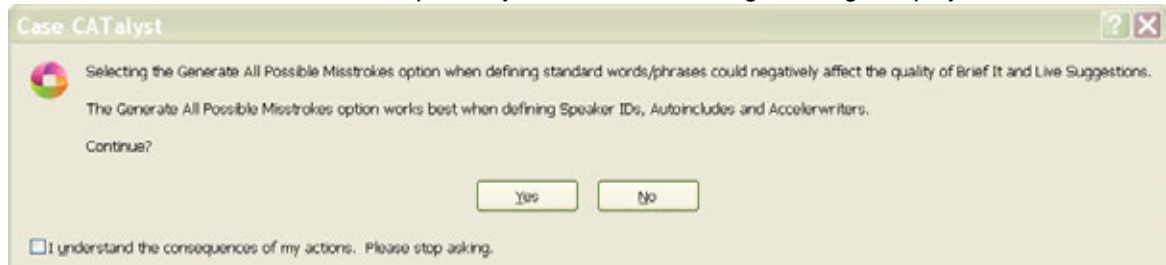 Case CATalyst
Selecting the Generate All Possible Misstrokes option when defining standard words/phrases could negatively affect the quality of Brief It and Live Suggestions.
The Generate All Possible Misstrokes option works best when defining Speaker IDs, Autoincludes and Accelerwriters.
Continue?
Yes No
I understand the consequences of my actions. Please stop asking.